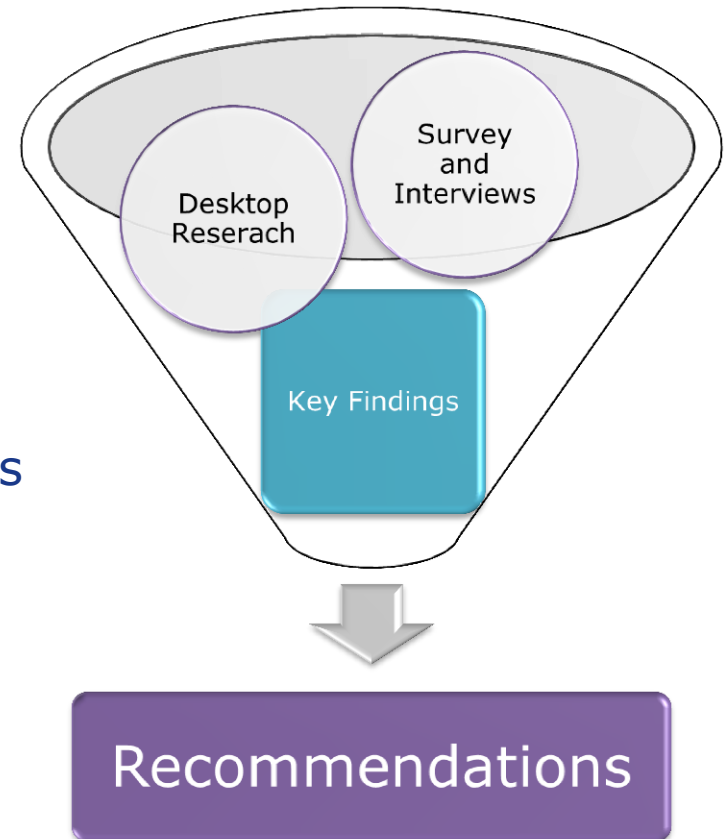 Survey
and
Interviews
Desktop
Reserach
Key Findings
s
Recommendations